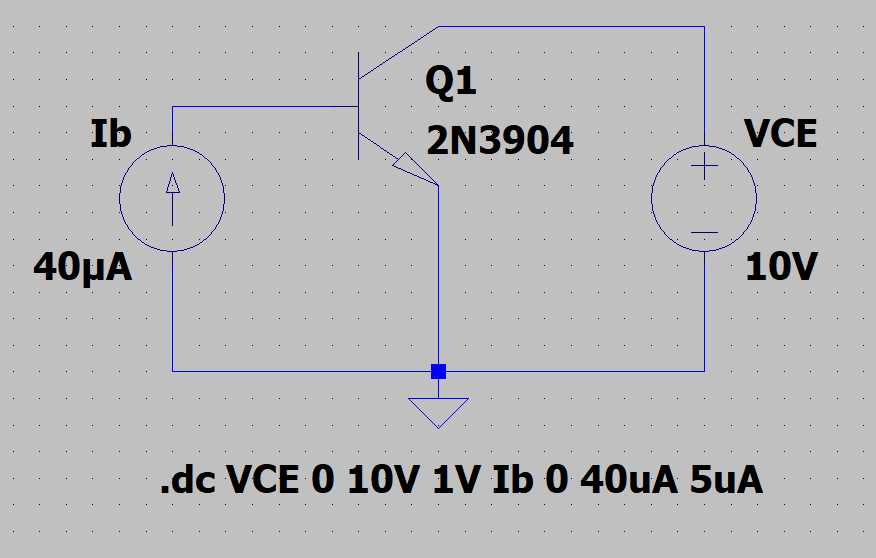 Q1
Ib
2N3904
VCE
40µA
10V
.dc VCE 0 10V 1V Ib 0 40uA 5uA